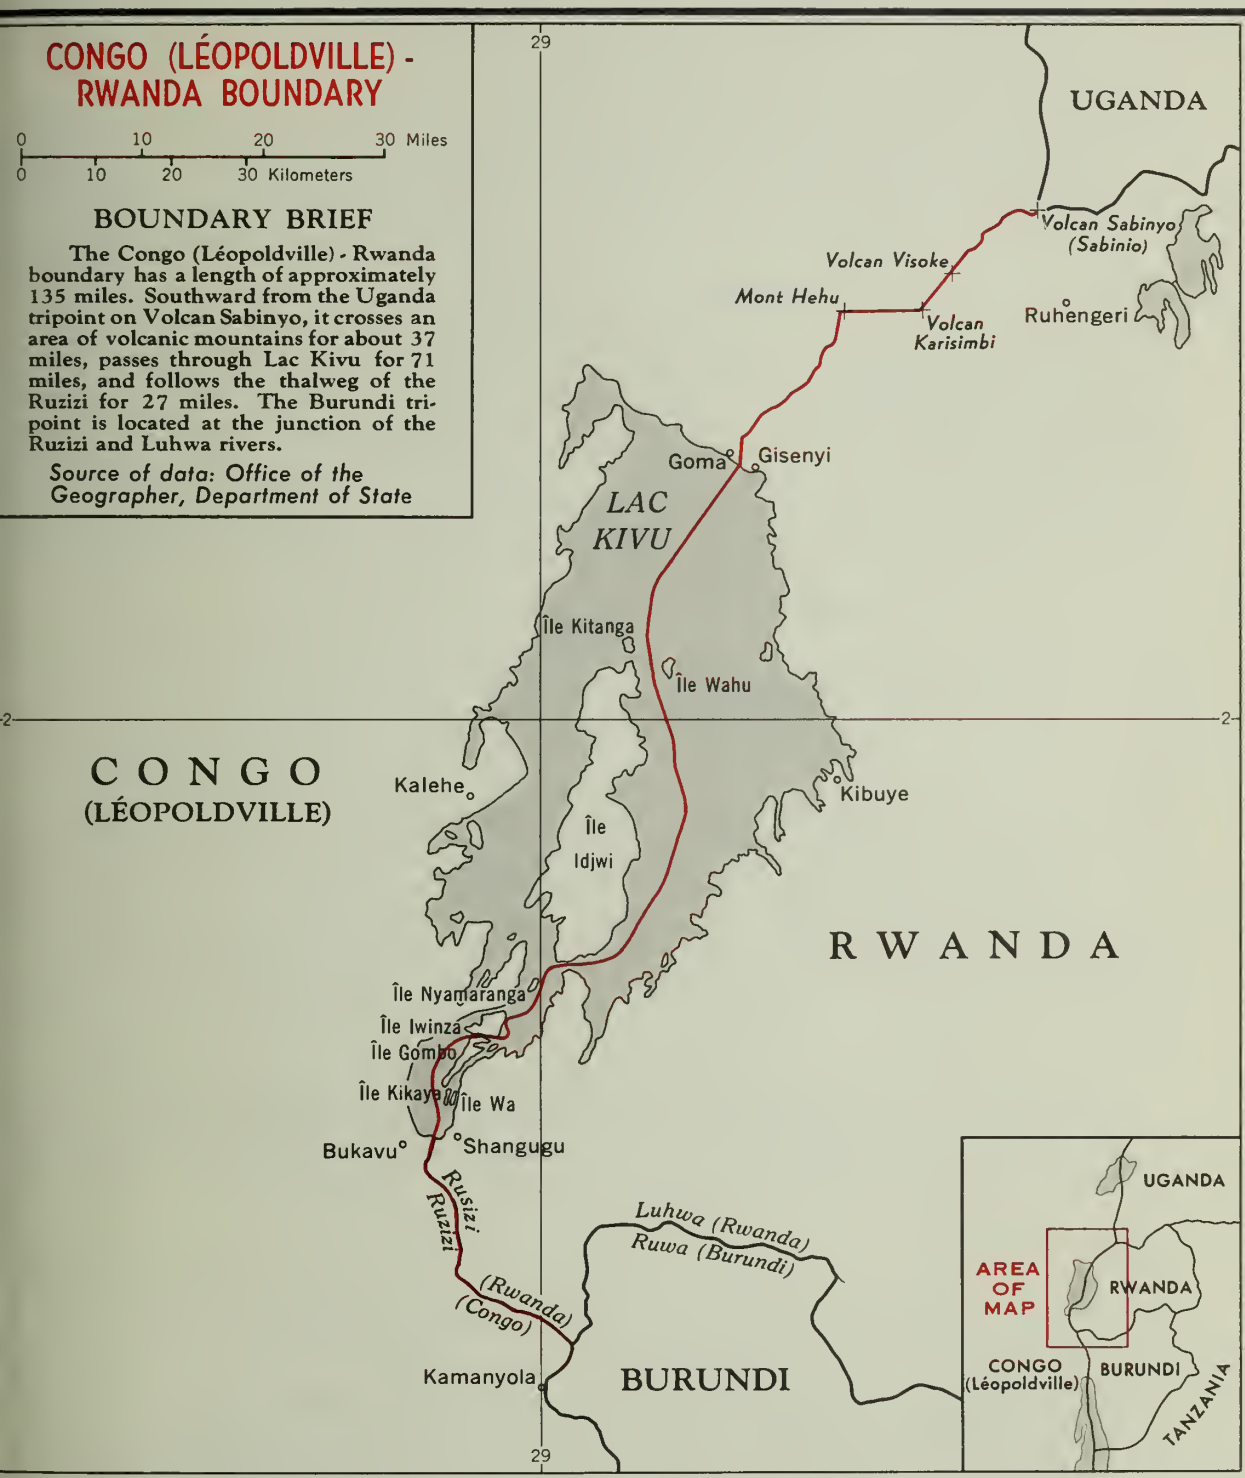 CONGO (LÉOPOLDVILLE) -
RWANDA BOUNDARY
0 10 20 30 Miles
0 10 20 30 Kilometers
BOUNDARY BRIEF
The Congo (Léopoldville) - Rwanda
boundary has a length of approximately
135 miles. Southward from the Uganda
tripoint on Volcan Sabinyo, it crosses an
area of volcanic mountains for about 37
miles, passes through Lac Kivu for 71
miles, and follows the thalweg of the
Ruzizi for 27 miles. The Burundi tri-
point is located at the junction of the
Ruzizi and Luhwa rivers.
Source of data: Office of the
Geographer, Department of State
29
UGANDA
Volcan Sabinyo
(Sabinio)
Volcan Visoke
Mont Hehu
Volcan
Karisimbi
Ruhengeri
Goma
Gisenyi
LAC
KIVU
Île Kitanga
Île Wahu
2
2
CONGO
(LÉOPOLDVILLE)
Kalehe
Kibuye
Île
Idjwi
RWANDA
Île Nyamaranga
Île Iwinza
Île Gombo
Île Kikaya
Île Wa
Bukavu
Shangugu
Rusizi
Ruzizi
(Rwanda)
(Congo)
Luhwa (Rwanda)
Ruwa (Burundi)
Kamanyola
BURUNDI
29
UGANDA
AREA
OF
MAP
RWANDA
CONGO
(Léopoldville)
BURUNDI
TANZANIA